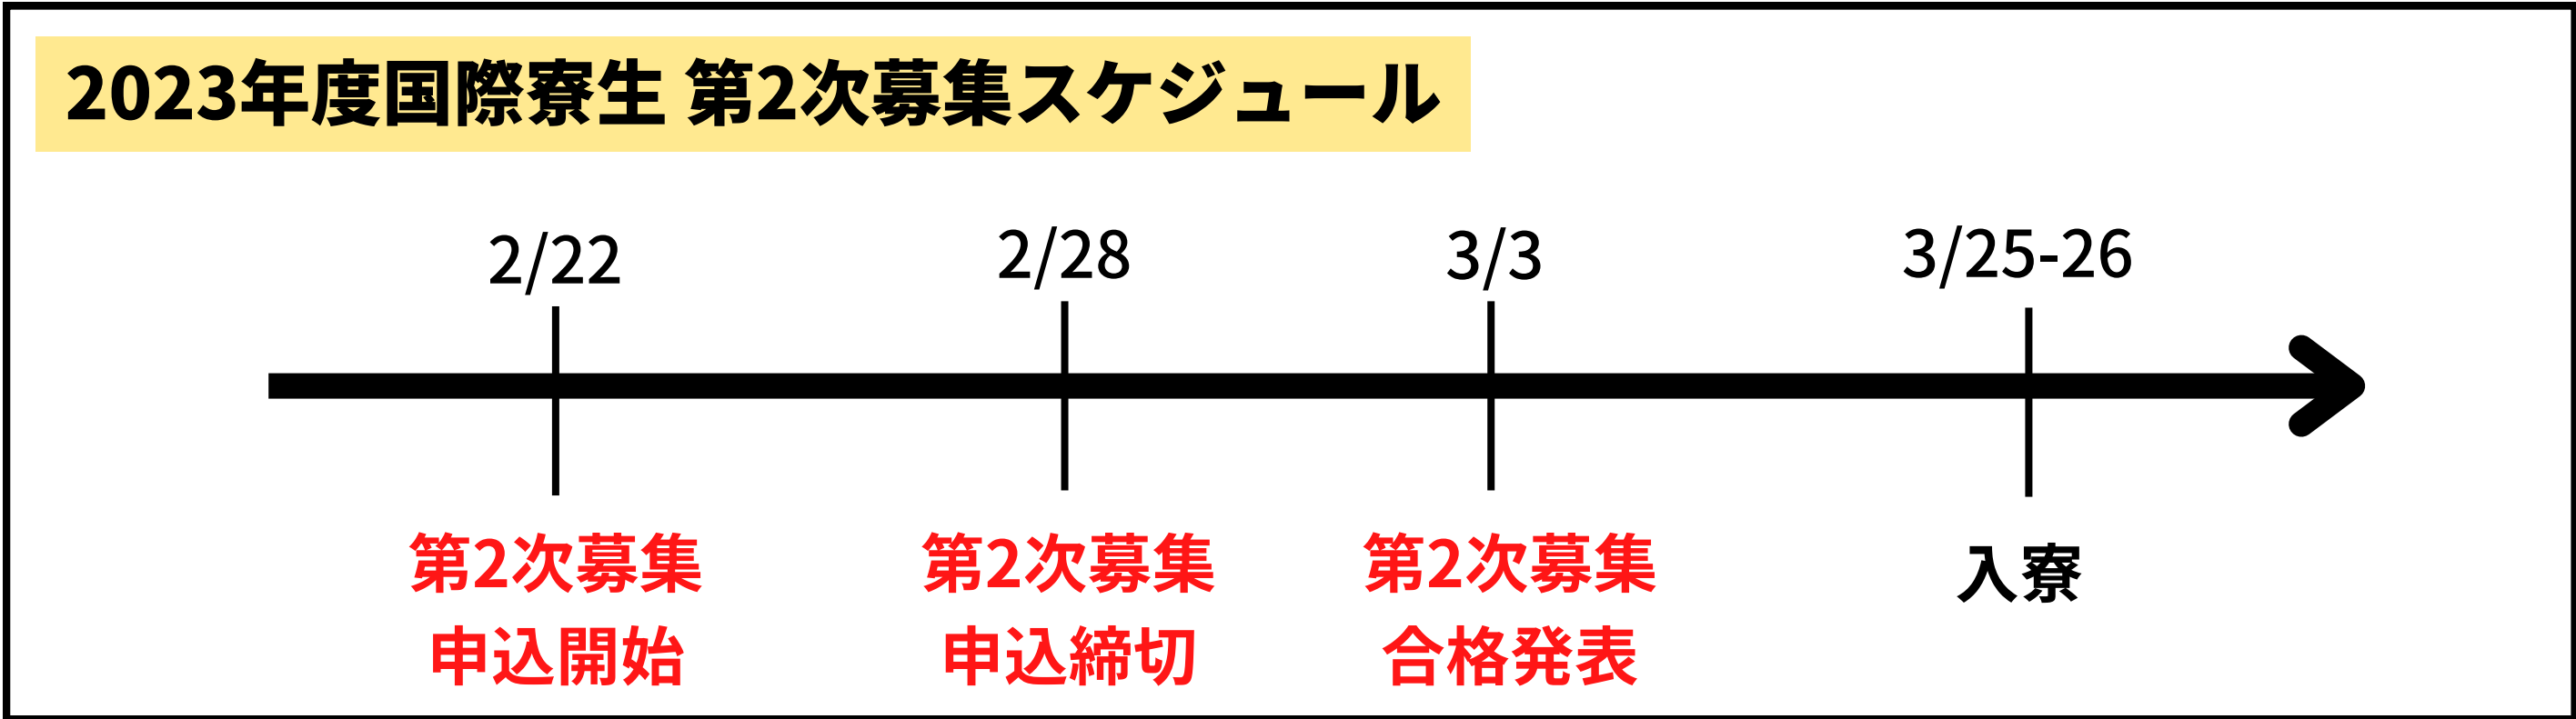 2023年度国際寮生 第2次募集スケジュール
2/22
2/28
3/3
3/25-26
第2次募集
申込開始
第2次募集
申込締切
第2次募集
合格発表
入寮